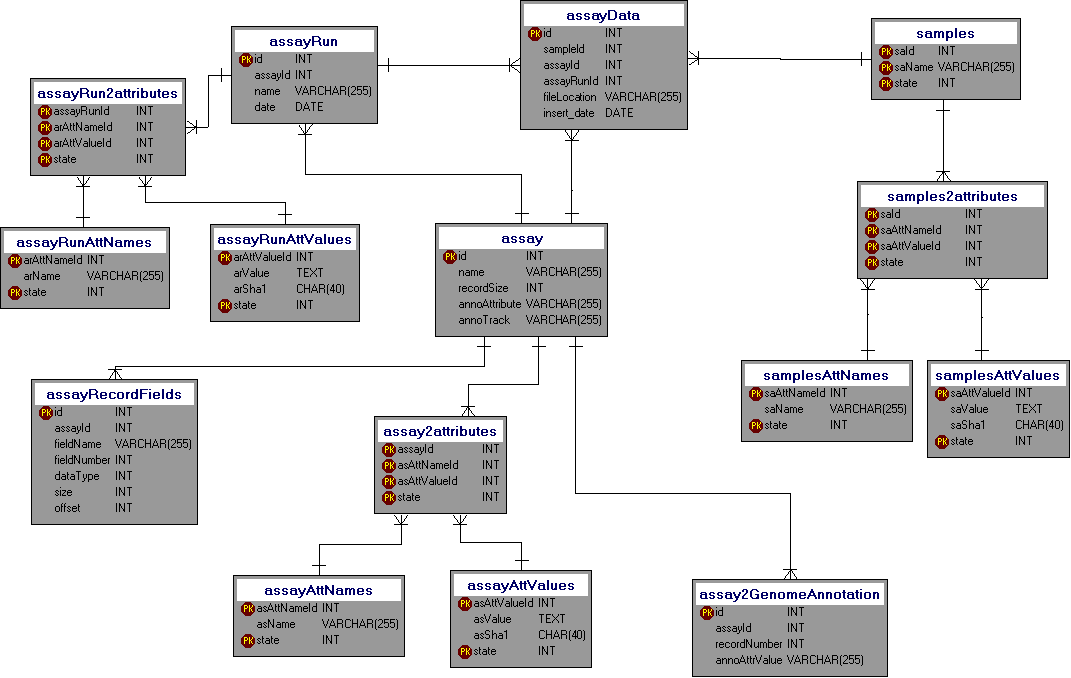 assayData
PK id INT
sampleId INT
assayId INT
assayRunId INT
fileLocation VARCHAR(255)
insert_date DATE
assayRun
PK id INT
assayId INT
name VARCHAR(255)
date DATE
samples
PK saId INT
PK saName VARCHAR(255)
PK state INT
assayRun2attributes
PK assayRunId INT
PK arAttNameId INT
PK arAttValueId INT
PK state INT
samples2attributes
PK saId INT
PK saAttNameId INT
PK saAttValueId INT
PK state INT
assayRunAttNames
PK arAttNameId INT
arName VARCHAR(255)
PK state INT
assayRunAttValues
PK arAttValueId INT
arValue TEXT
arSha1 CHAR(40)
PK state INT
assay
PK id INT
name VARCHAR(255)
recordSize INT
annoAttribute VARCHAR(255)
annoTrack VARCHAR(255)
samplesAttNames
PK saAttNameId INT
saName VARCHAR(255)
PK state INT
samplesAttValues
PK saAttValueId INT
saValue TEXT
saSha1 CHAR(40)
PK state INT
assayRecordFields
PK id INT
assayId INT
fieldName VARCHAR(255)
fieldNumber INT
dataType INT
size INT
offset INT
assay2attributes
PK assayId INT
PK asAttNameId INT
PK asAttValueId INT
PK state INT
assayAttNames
PK asAttNameId INT
asName VARCHAR(255)
PK state INT
assayAttValues
PK asAttValueId INT
asValue TEXT
asSha1 CHAR(40)
PK state INT
assay2GenomeAnnotation
PK id INT
assayId INT
recordNumber INT
annoAttrValue VARCHAR(255)